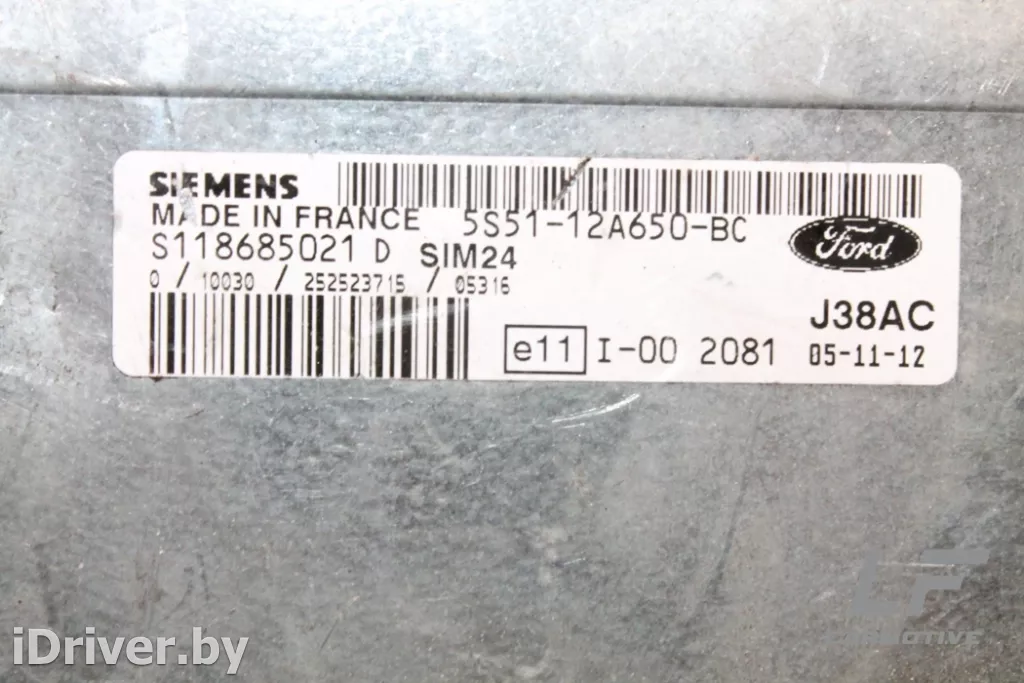 SIEMENS
MADE IN FRANCE 5S51-12A650-BC
S118685021 D SIM24
Ford
0 / 10030 / 252523715 / 05316
J38AC
e11 I-00 2081 05-11-12
LF
iDriver.by